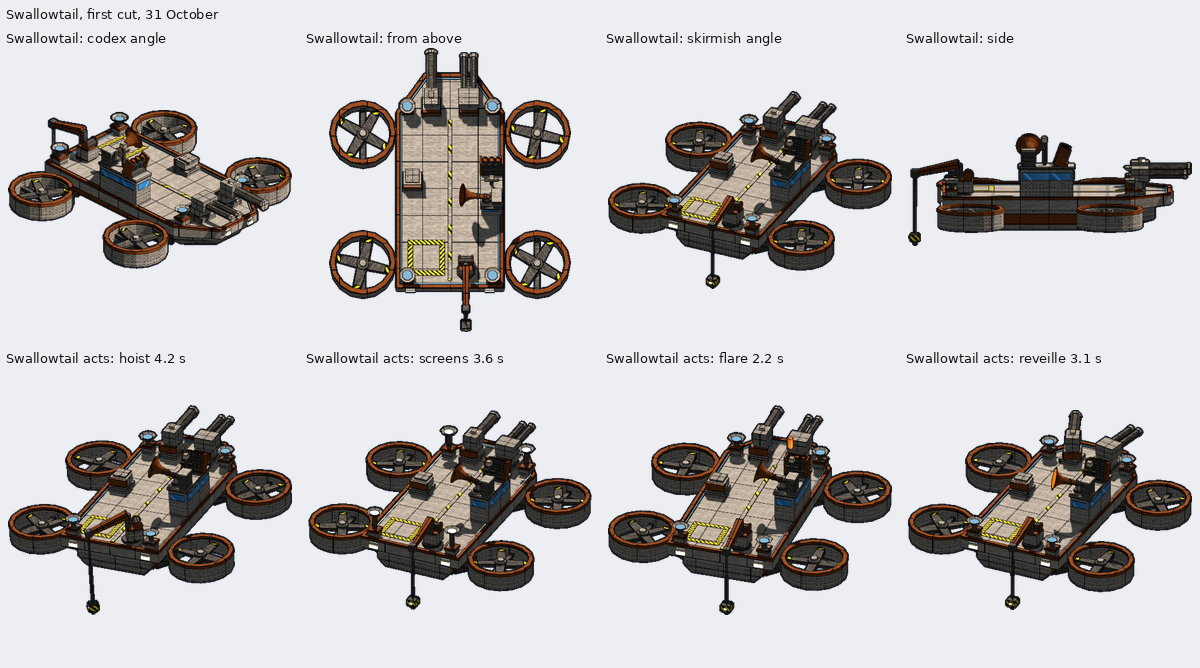 Swallowtail, first cut, 31 October
Swallowtail: codex angle
Swallowtail: from above
Swallowtail: skirmish angle
Swallowtail: side
Swallowtail acts: hoist 4.2 s
Swallowtail acts: screens 3.6 s
Swallowtail acts: flare 2.2 s
Swallowtail acts: reveille 3.1 s